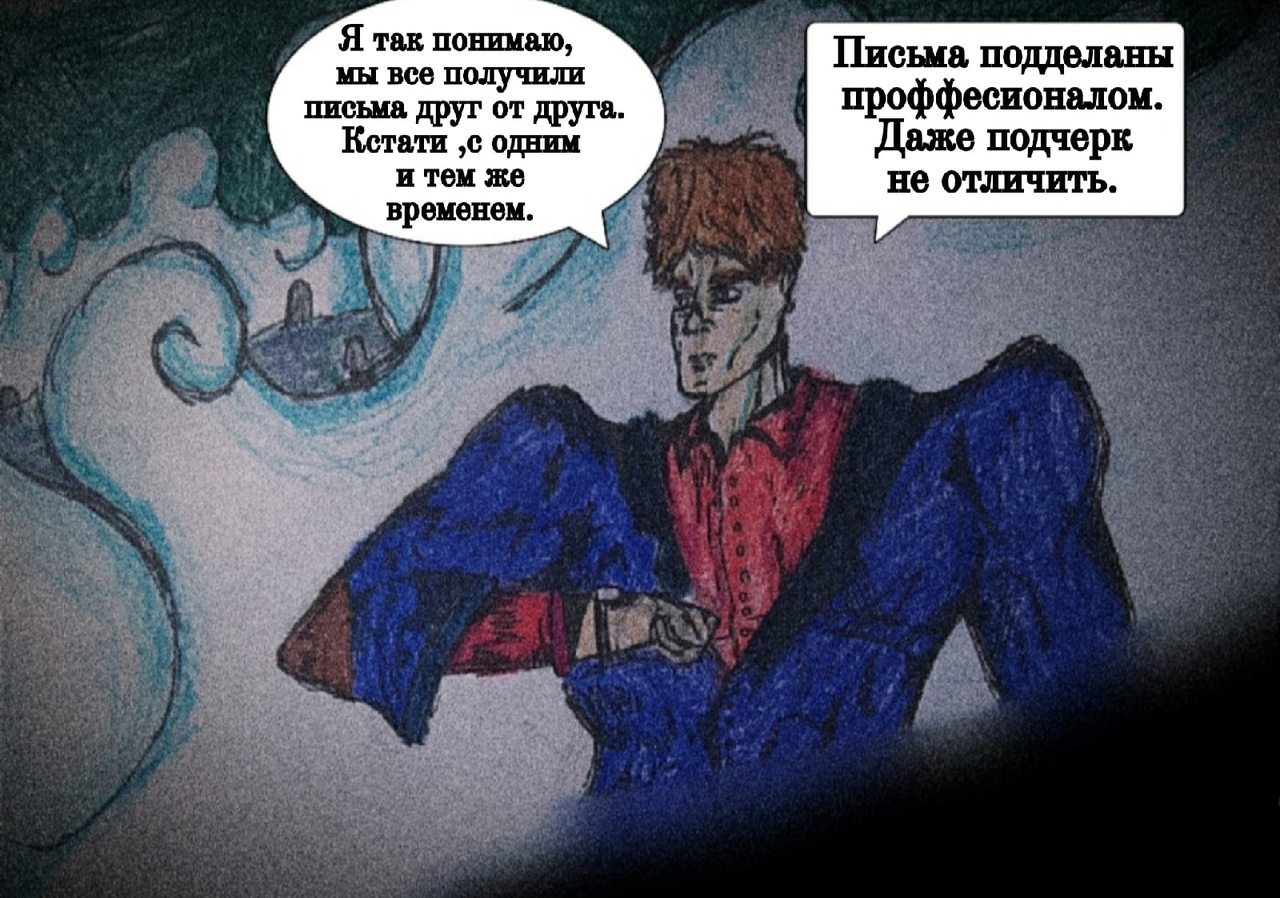 Я так понимаю,
мы все получили
письма друг от друга.
Кстати ,с одним
и тем же
временем.
Письма подделаны
проффесионалом.
Даже подчерк
не отличить.